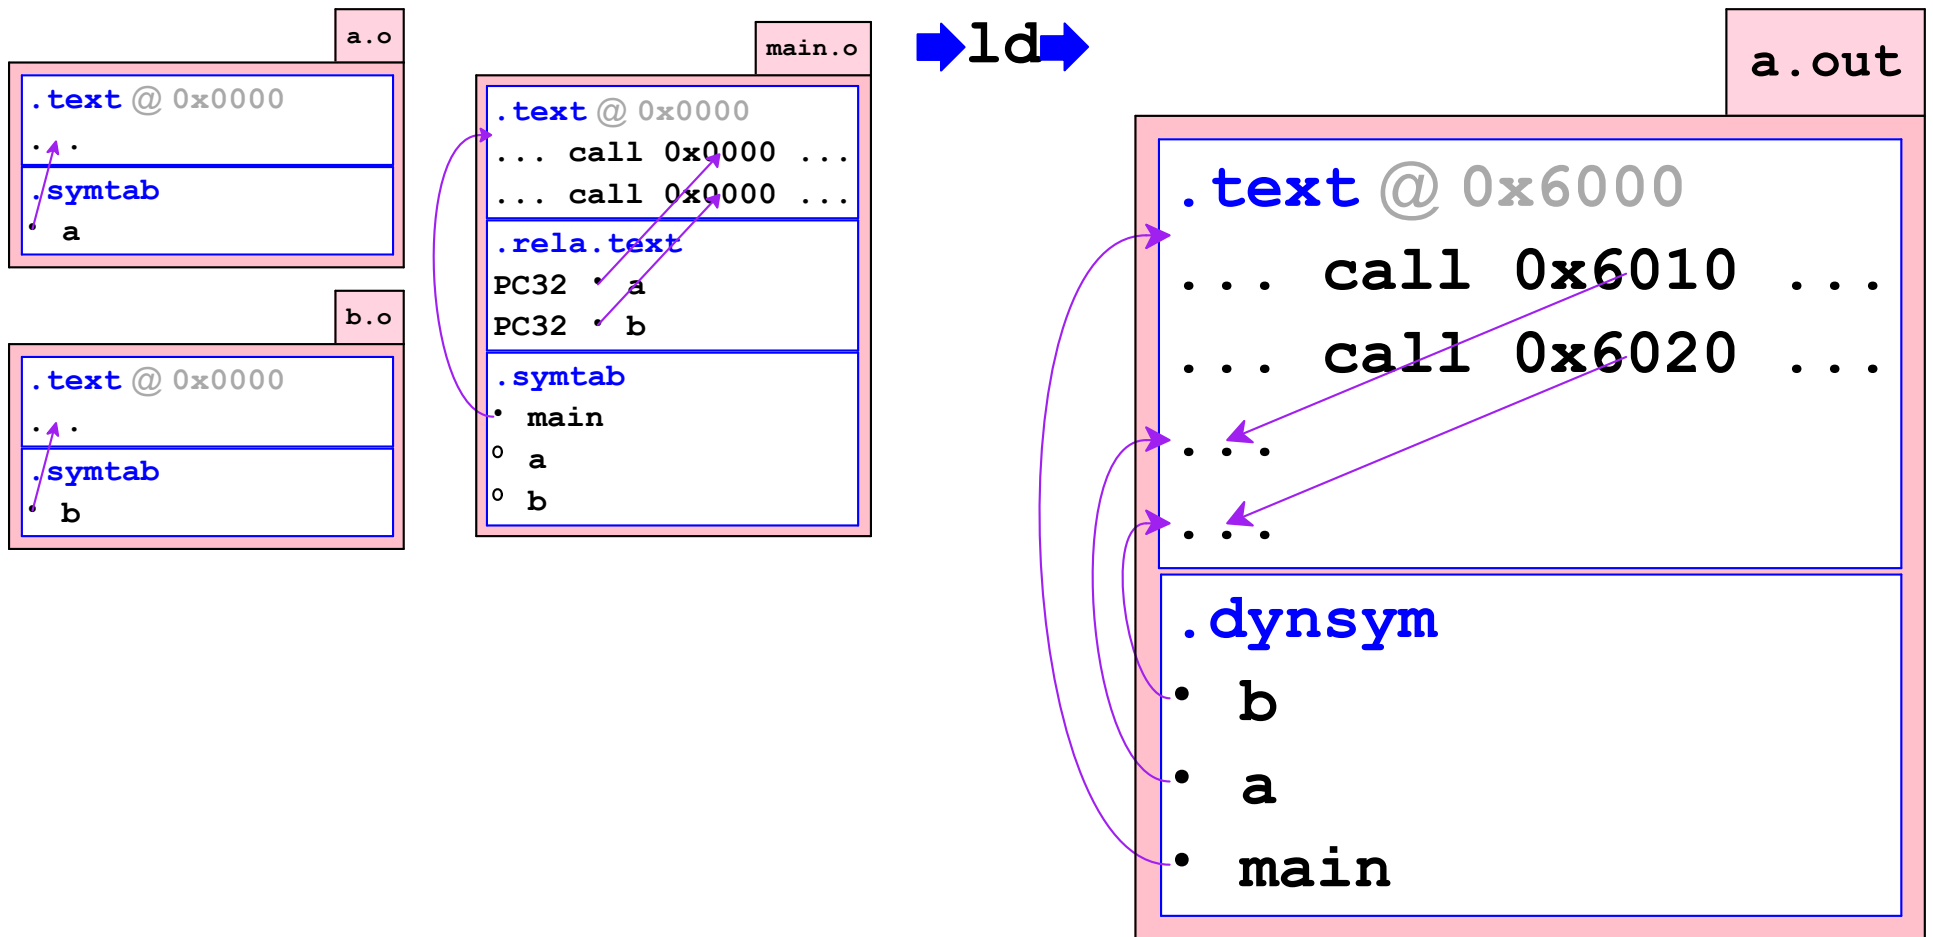 a.o
.text @ 0x0000
...
.symtab
• a
b.o
.text @ 0x0000
...
.symtab
• b
main.o
.text @ 0x0000
... call 0x0000 ...
... call 0x0000 ...
.rela.text
PC32 • a
PC32 • b
.symtab
• main
o a
o b
ld
a.out
.text @ 0x6000
... call 0x6010 ...
... call 0x6020 ...
...
...
.dynsym
• b
• a
• main